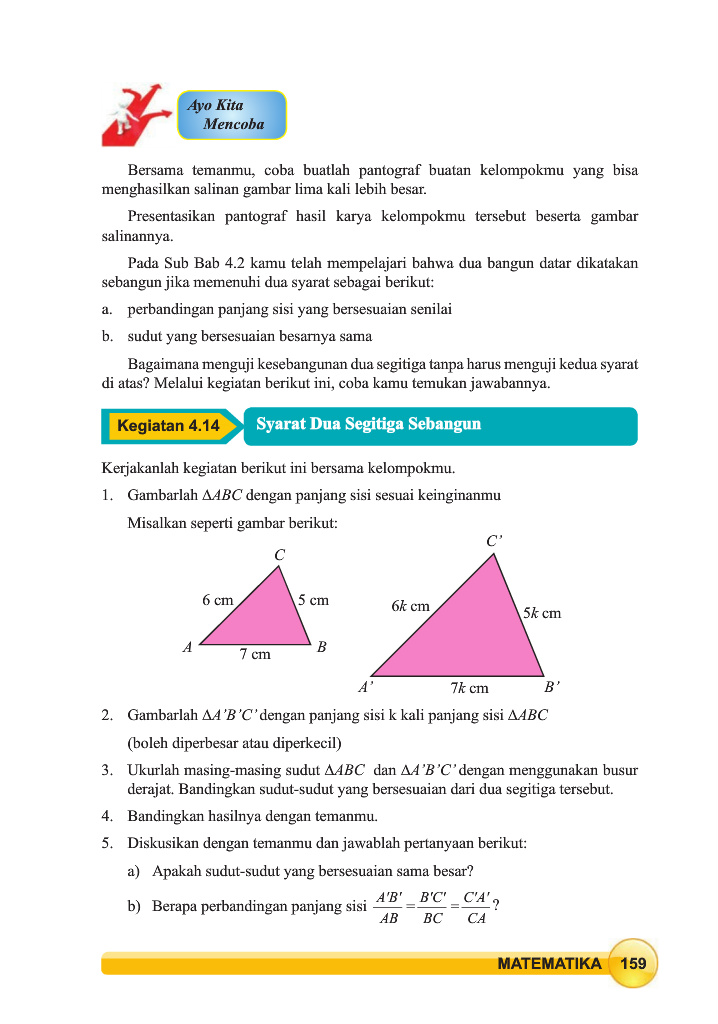 Ayo Kita
Mencoba
Bersama temanmu, coba buatlah pantograf buatan kelompokmu yang bisa
menghasilkan salinan gambar lima kali lebih besar.
Presentasikan pantograf hasil karya kelompokmu tersebut beserta gambar
salinannya.
Pada Sub Bab 4.2 kamu telah mempelajari bahwa dua bangun datar dikatakan
sebangun jika memenuhi dua syarat sebagai berikut:
a. perbandingan panjang sisi yang bersesuaian senilai
b. sudut yang bersesuaian besarnya sama
Bagaimana menguji kesebangunan dua segitiga tanpa harus menguji kedua syarat
di atas? Melalui kegiatan berikut ini, coba kamu temukan jawabannya.
Kegiatan 4.14 Syarat Dua Segitiga Sebangun
Kerjakanlah kegiatan berikut ini bersama kelompokmu.
1. Gambarlah ∆ABC dengan panjang sisi sesuai keinginanmu
Misalkan seperti gambar berikut:
C
6 cm
5 cm
A
7 cm
B
C’
6k cm
5k cm
A’
7k cm
B’
2. Gambarlah ∆A’B’C’ dengan panjang sisi k kali panjang sisi ∆ABC
(boleh diperbesar atau diperkecil)
3. Ukurlah masing-masing sudut ∆ABC dan ∆A’B’C’ dengan menggunakan busur
derajat. Bandingkan sudut-sudut yang bersesuaian dari dua segitiga tersebut.
4. Bandingkan hasilnya dengan temanmu.
5. Diskusikan dengan temanmu dan jawablah pertanyaan berikut:
a) Apakah sudut-sudut yang bersesuaian sama besar?
b) Berapa perbandingan panjang sisi A'B'/AB = B'C'/BC = C'A'/CA ?
MATEMATIKA 159